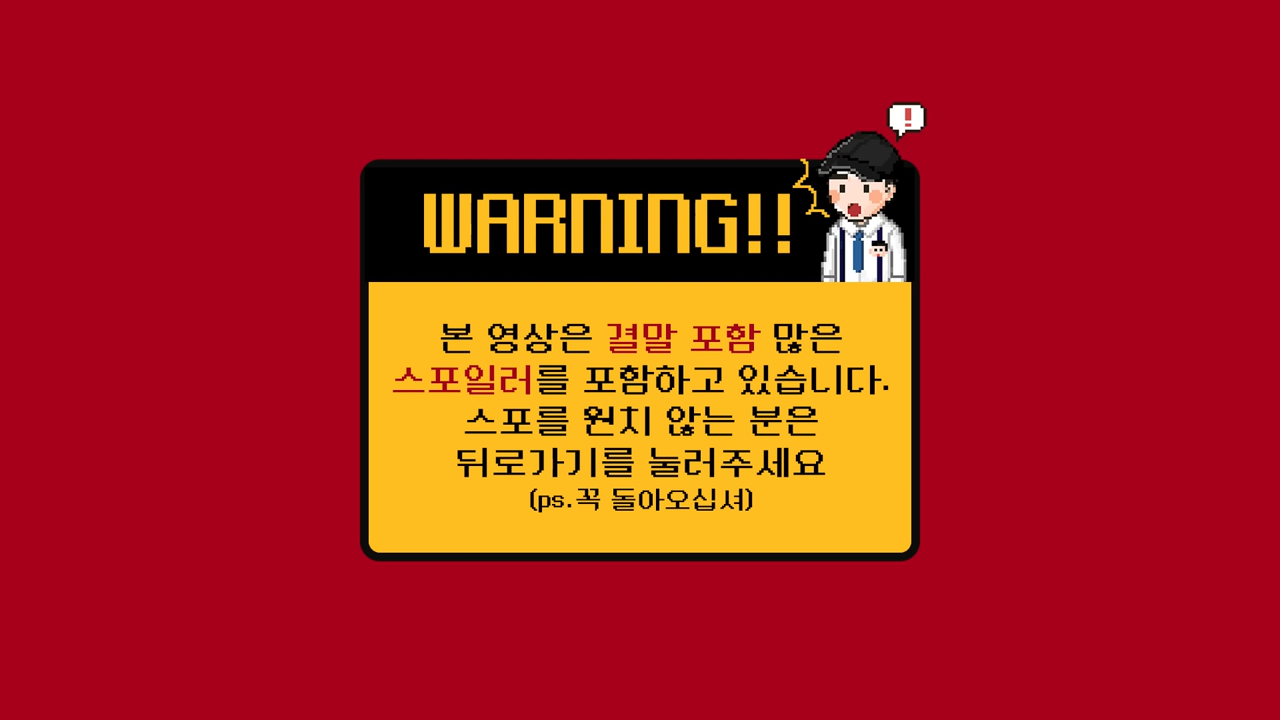 !
WARNING!!
본 영상은 결말 포함 많은
스포일러를 포함하고 있습니다.
스포를 원치 않는 분은
뒤로가기를 눌러주세요
(ps.꼭 돌아오십셔)